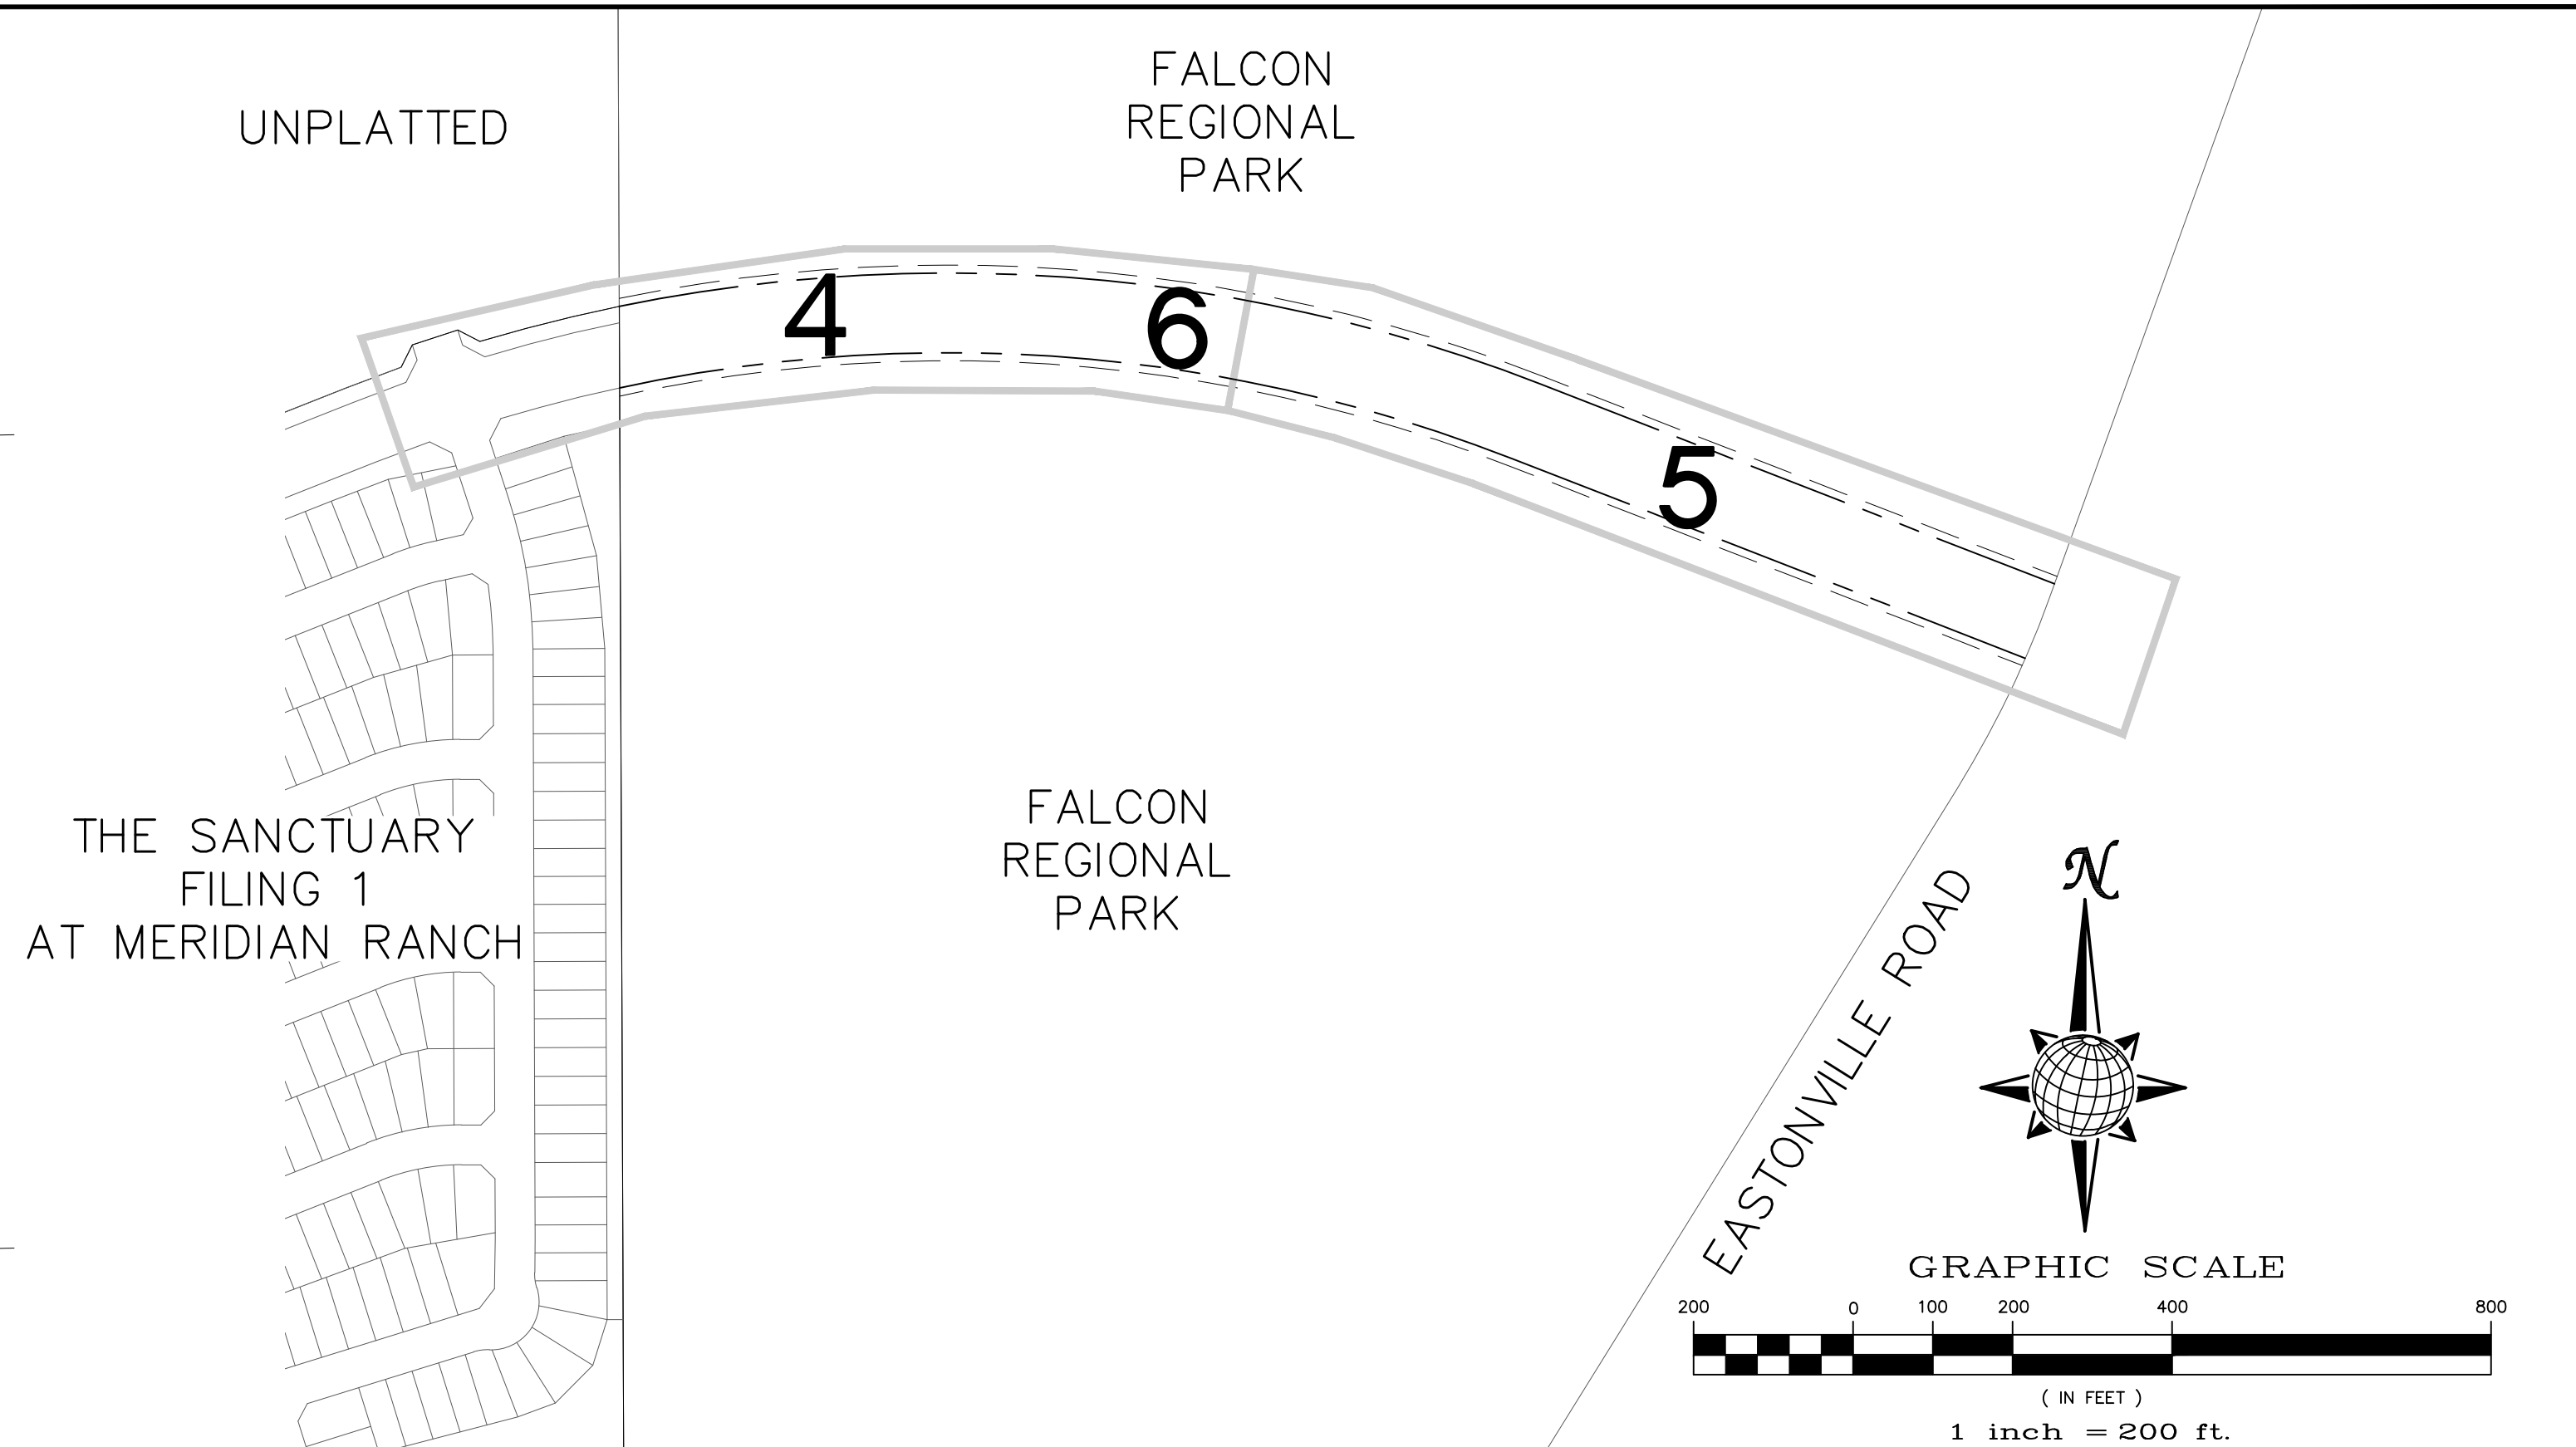 FALCON
REGIONAL
PARK
UNPLATTED
4
6
5
FALCON
REGIONAL
PARK
THE SANCTUARY
FILING 1
AT MERIDIAN RANCH
EASTONVILLE ROAD
N
GRAPHIC SCALE
200 0 100 200 400 800
( IN FEET )
1 inch = 200 ft.